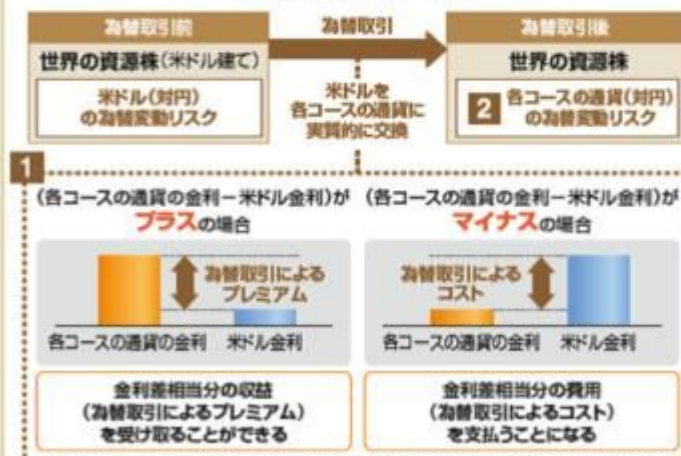 為替取引前
為替取引
為替取引後
世界の資源株(米ドル建て)
米ドル(対円)
の為替変動リスク
米ドルを
各コースの通貨に
実質的に交換
世界の資源株
2 各コースの通貨(対円)
の為替変動リスク
1
(各コースの通貨の金利−米ドル金利)が
プラスの場合
為替取引による
プレミアム
各コースの通貨の金利 米ドル金利
金利差相当分の収益
(為替取引によるプレミアム)
を受け取ることができる
(各コースの通貨の金利−米ドル金利)が
マイナスの場合
為替取引による
コスト
各コースの通貨の金利 米ドル金利
金利差相当分の費用
(為替取引によるコスト)
を支払うことになる